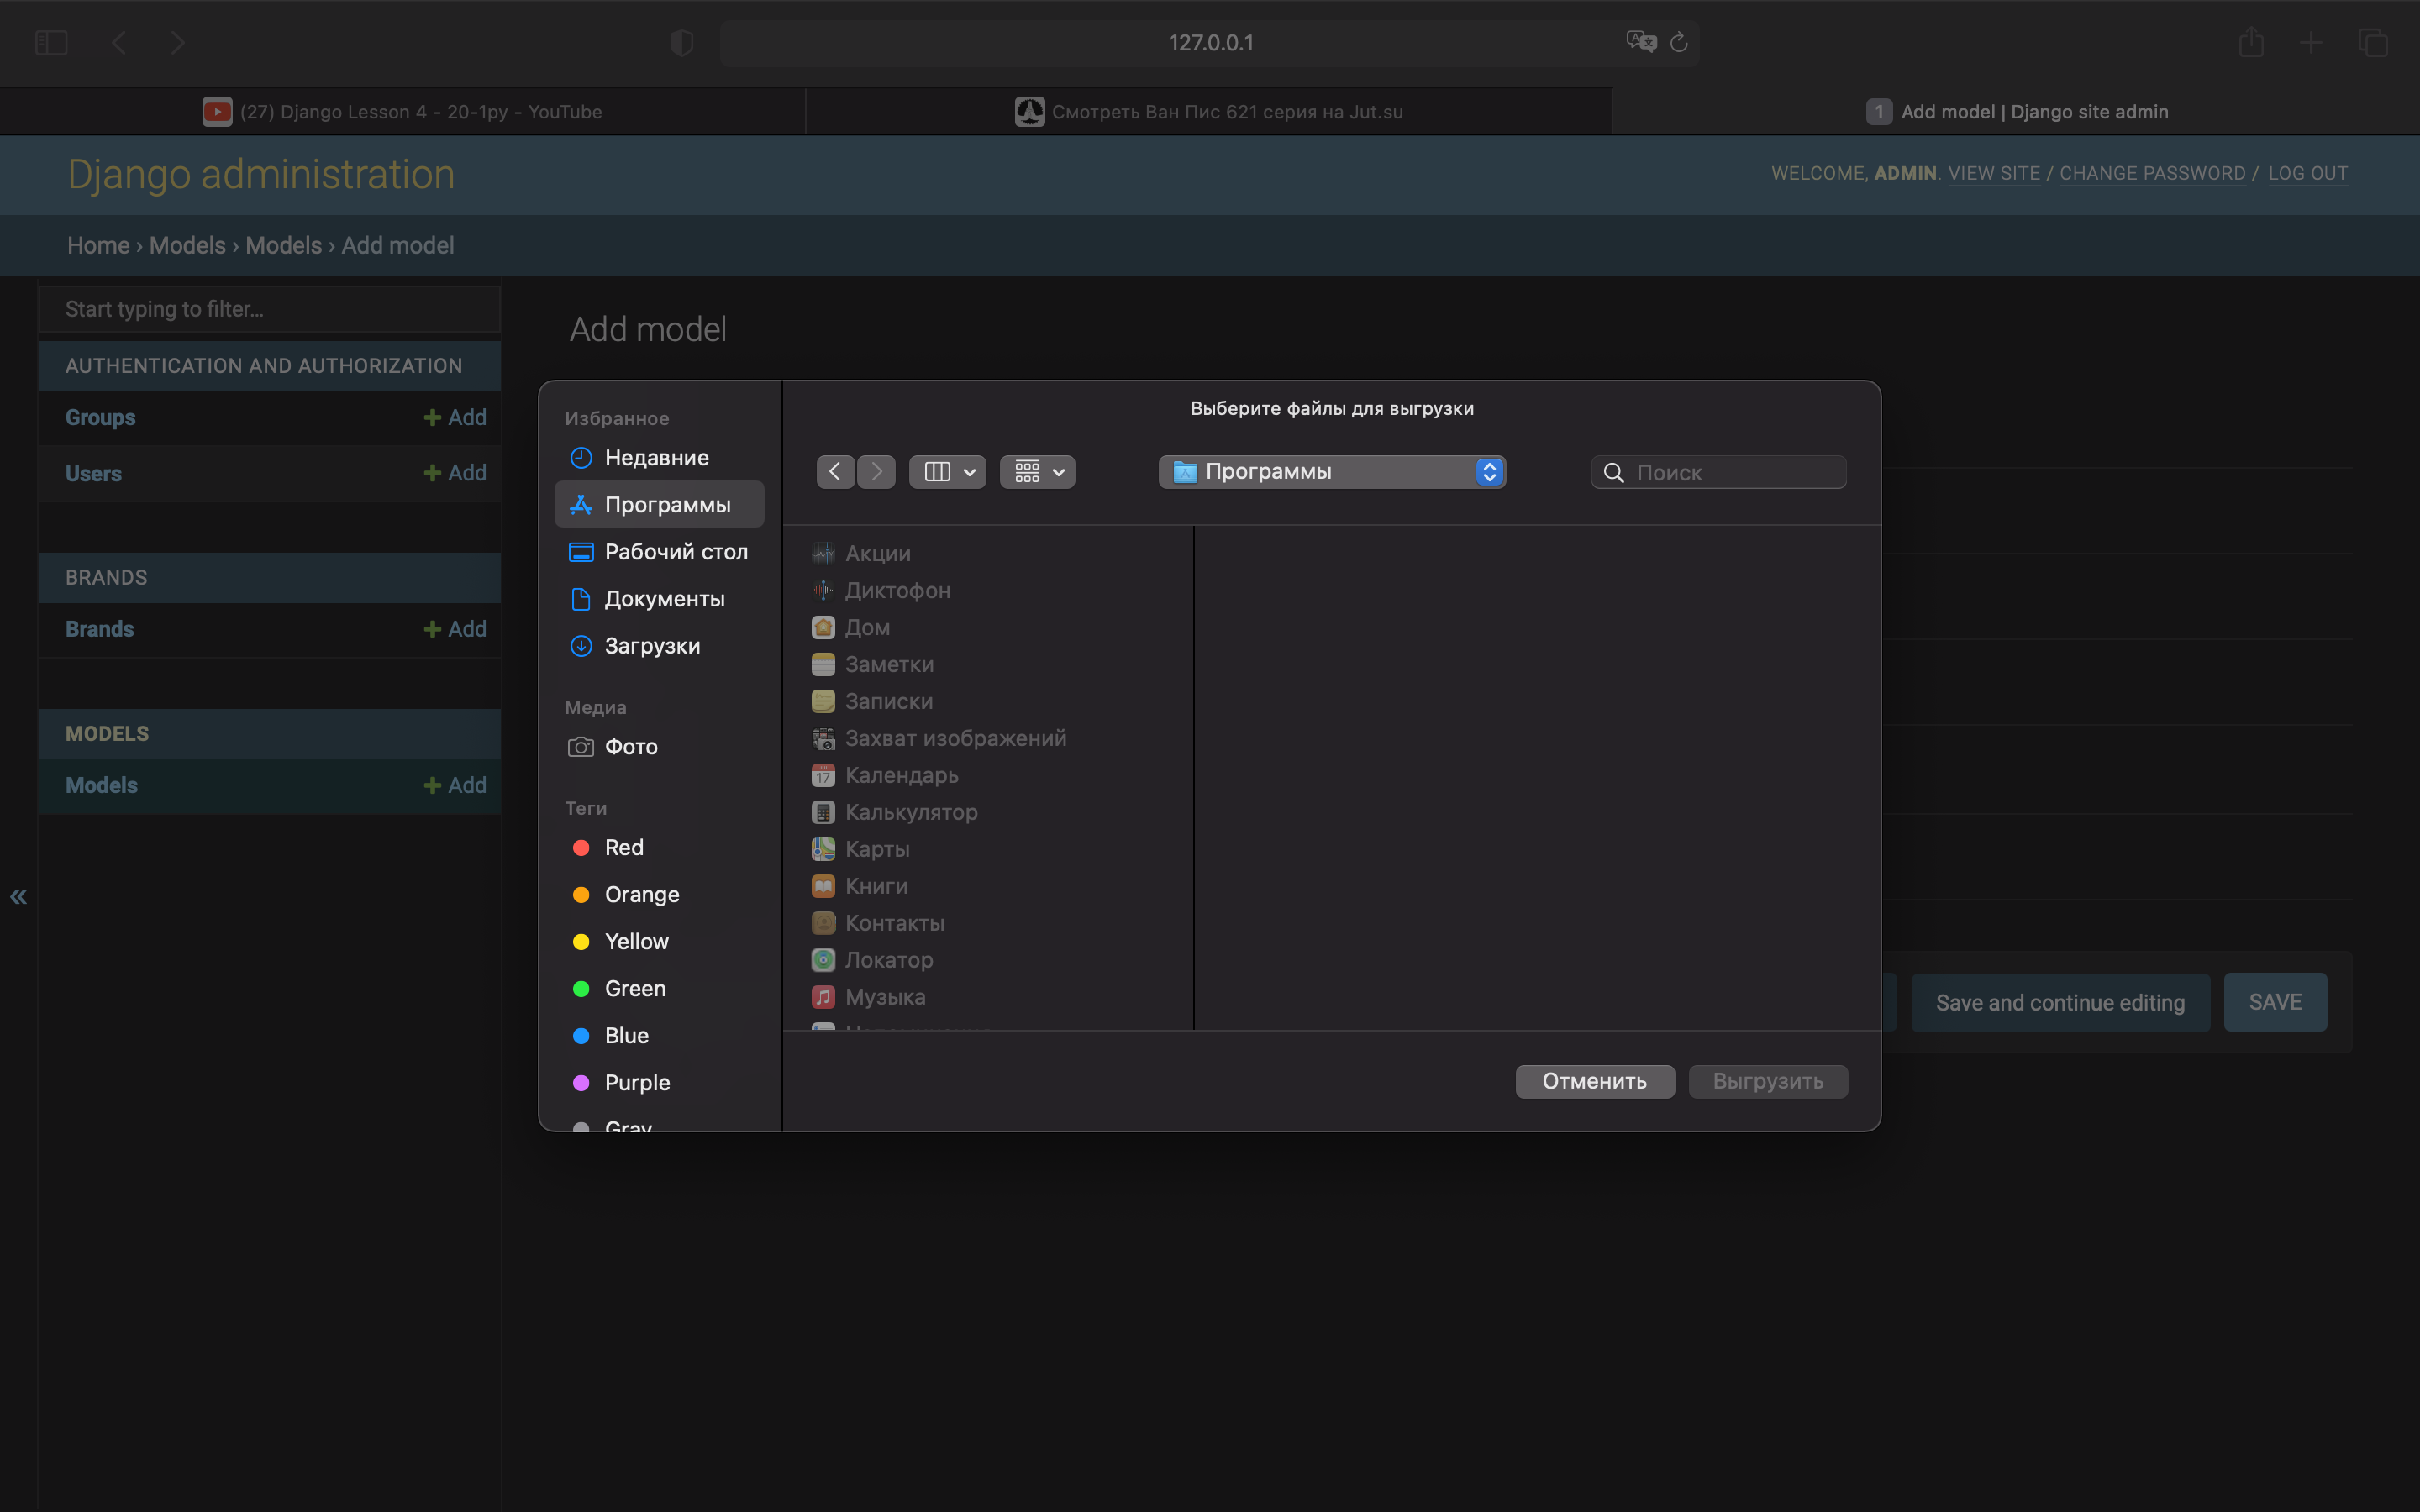 127.0.0.1
(27) Django Lesson 4 - 20-1py - YouTube
Смотреть Ван Пис 621 серия на Jut.su
1 Add model | Django site admin
Django administration
WELCOME, ADMIN. VIEW SITE / CHANGE PASSWORD / LOG OUT
Home › Models › Models › Add model
Start typing to filter...
AUTHENTICATION AND AUTHORIZATION
Groups
Add
Users
Add
BRANDS
Brands
Add
MODELS
Models
Add
«
Add model
Избранное
Недавние
Программы
Рабочий стол
Документы
Загрузки
Медиа
Фото
Теги
Red
Orange
Yellow
Green
Blue
Purple
Gray
Выберите файлы для выгрузки
Программы
Поиск
Акции
Диктофон
Дом
Заметки
Записки
Захват изображений
17 Календарь
Калькулятор
Карты
Книги
Контакты
Локатор
Музыка
Отменить
Выгрузить
Save and continue editing
SAVE